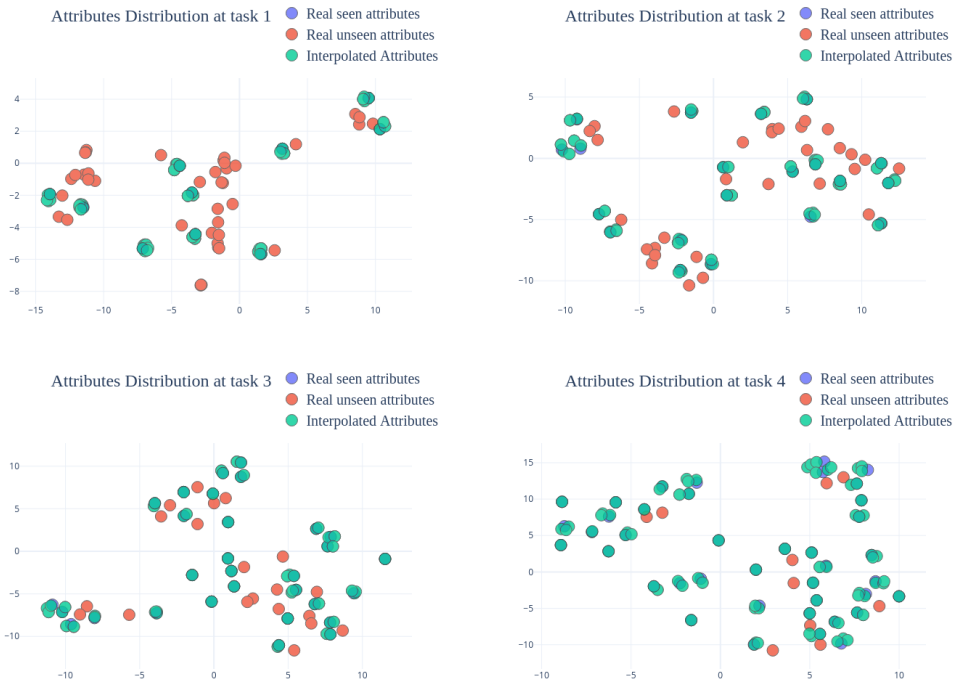 Attributes Distribution at task 1
Real seen attributes
Real unseen attributes
Interpolated Attributes
4
2
0
−2
−4
−6
−8
−15
−10
−5
0
5
10
Attributes Distribution at task 2
Real seen attributes
Real unseen attributes
Interpolated Attributes
5
0
−5
−10
−10
−5
0
5
10
Attributes Distribution at task 3
Real seen attributes
Real unseen attributes
Interpolated Attributes
10
5
0
−5
−10
−10
−5
0
5
10
Attributes Distribution at task 4
Real seen attributes
Real unseen attributes
Interpolated Attributes
15
10
5
0
−5
−10
−10
−5
0
5
10